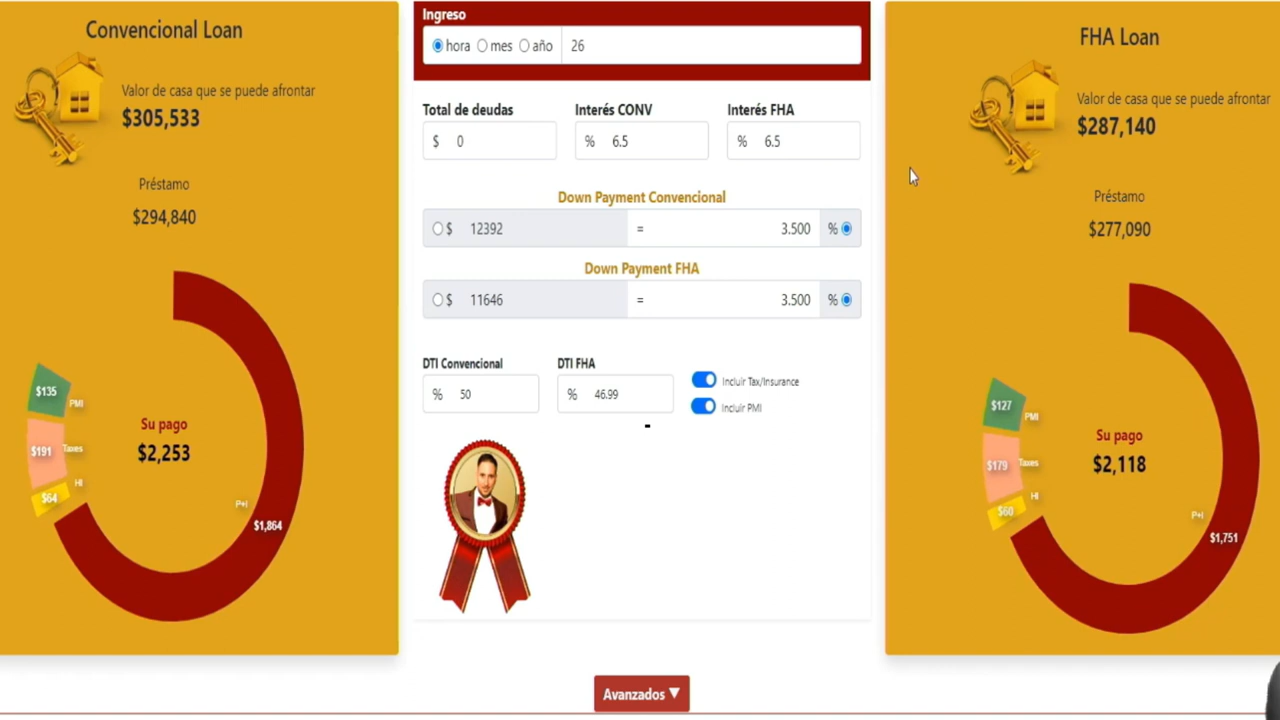 Convencional Loan
Valor de casa que se puede afrontar
$305,533
Préstamo
$294,840
$135
PMI
$191
Taxes
$64
HI
Su pago
$2,253
P+I
$1,864
Ingreso
hora mes año 26
Total de deudas Interés CONV Interés FHA
$ 0 % 6.5 % 6.5
Down Payment Convencional
$ 12392 = 3.500 %
Down Payment FHA
$ 11646 = 3.500 %
DTI Convencional DTI FHA
% 50 % 46.99
Incluir Tax/Insurance
Incluir PMI
Avanzados ▼
FHA Loan
Valor de casa que se puede afrontar
$287,140
Préstamo
$277,090
$127
PMI
$179
Taxes
$60
HI
Su pago
$2,118
P+I
$1,751